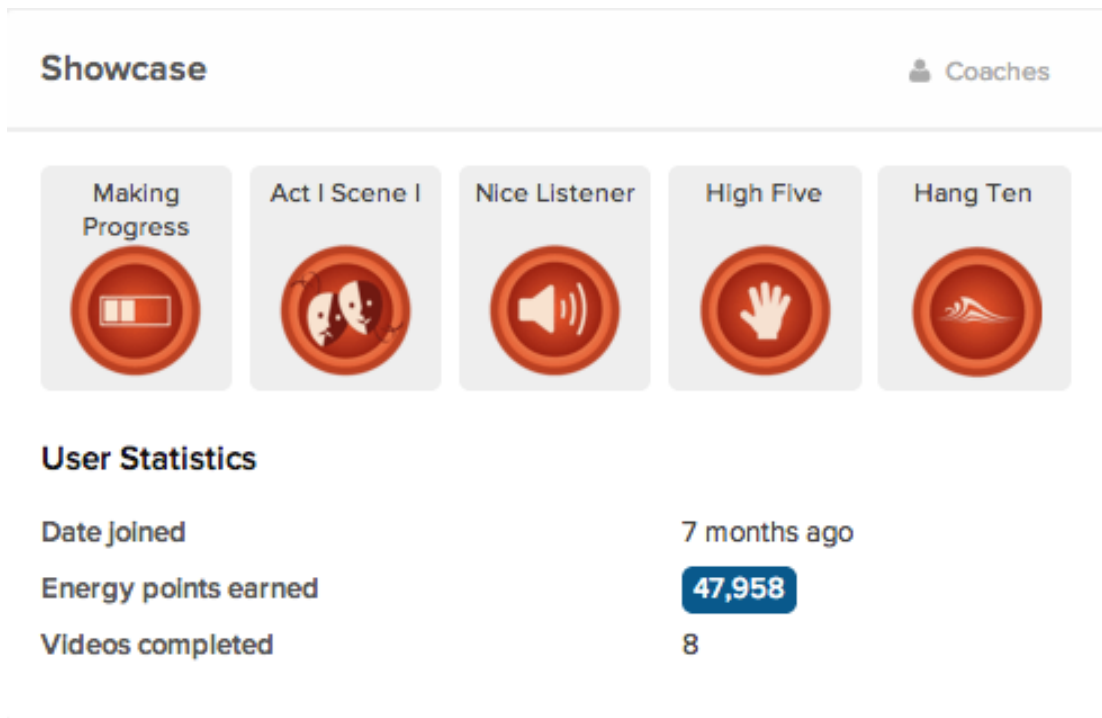 Showcase
Coaches
Making
Progress
Act I Scene I
Nice Listener
High Five
Hang Ten
User Statistics
Date joined
7 months ago
Energy points earned
47,958
Videos completed
8